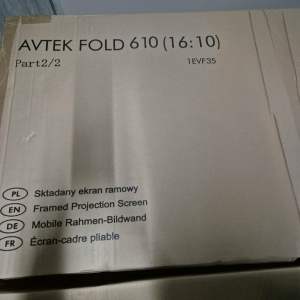 AVTEK FOLD 610 (16:10)
Part2/2 1EVF35
PL Składany ekran ramowy
EN Framed Projection Screen
DE Mobile Rahmen-Bildwand
FR Écran-cadre pliable